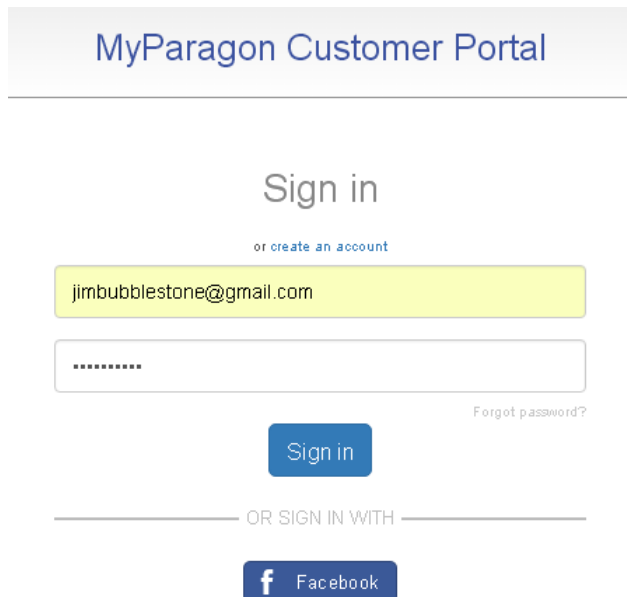 MyParagon Customer Portal
Sign in
or create an account
jimbubblestone@gmail.com
••••••••••
Forgot password?
Sign in
OR SIGN IN WITH
f Facebook